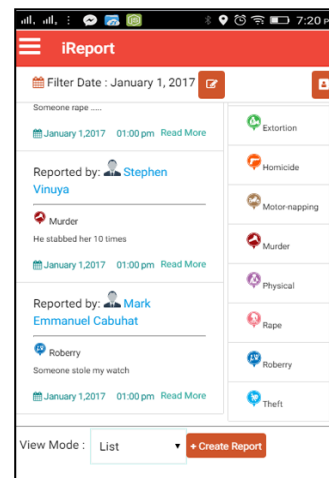 7:20 P
iReport
Filter Date : January 1, 2017
Someone rape .....
January 1,2017 01:00 pm Read More
Reported by: Stephen
Vinuya
Murder
He stabbed her 10 times
January 1,2017 01:00 pm Read More
Reported by: Mark
Emmanuel Cabuhat
Roberry
Someone stole my watch
January 1,2017 01:00 pm Read More
Extortion
Homicide
Motor-napping
Murder
Physical
Rape
Roberry
Theft
View Mode : List
+ Create Report